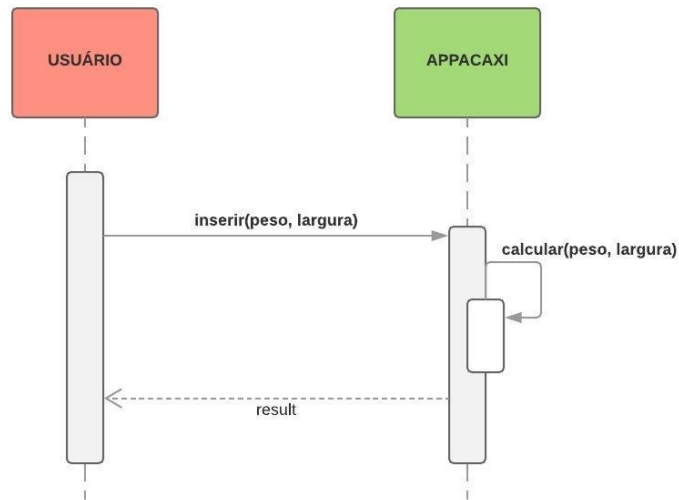 USUÁRIO
APPACAXI
inserir(peso, largura)
calcular(peso, largura)
result